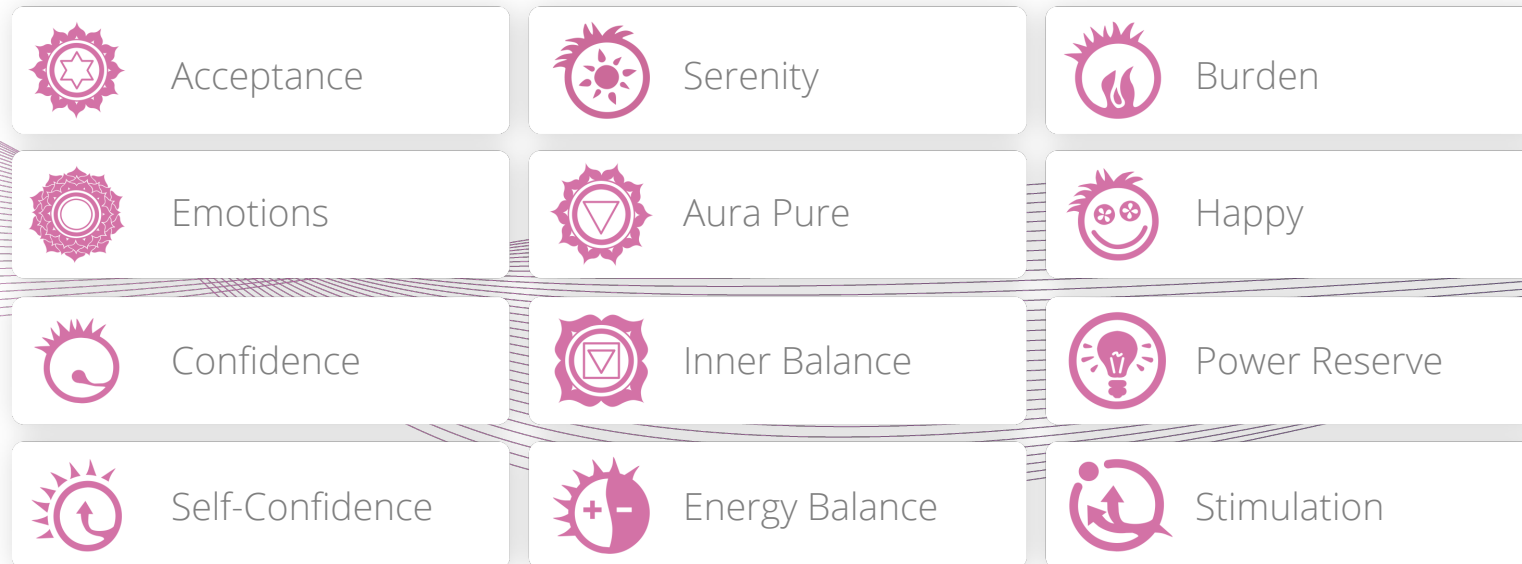 Acceptance
Serenity
Burden
Emotions
Aura Pure
Happy
Confidence
Inner Balance
Power Reserve
Self-Confidence
Energy Balance
Stimulation